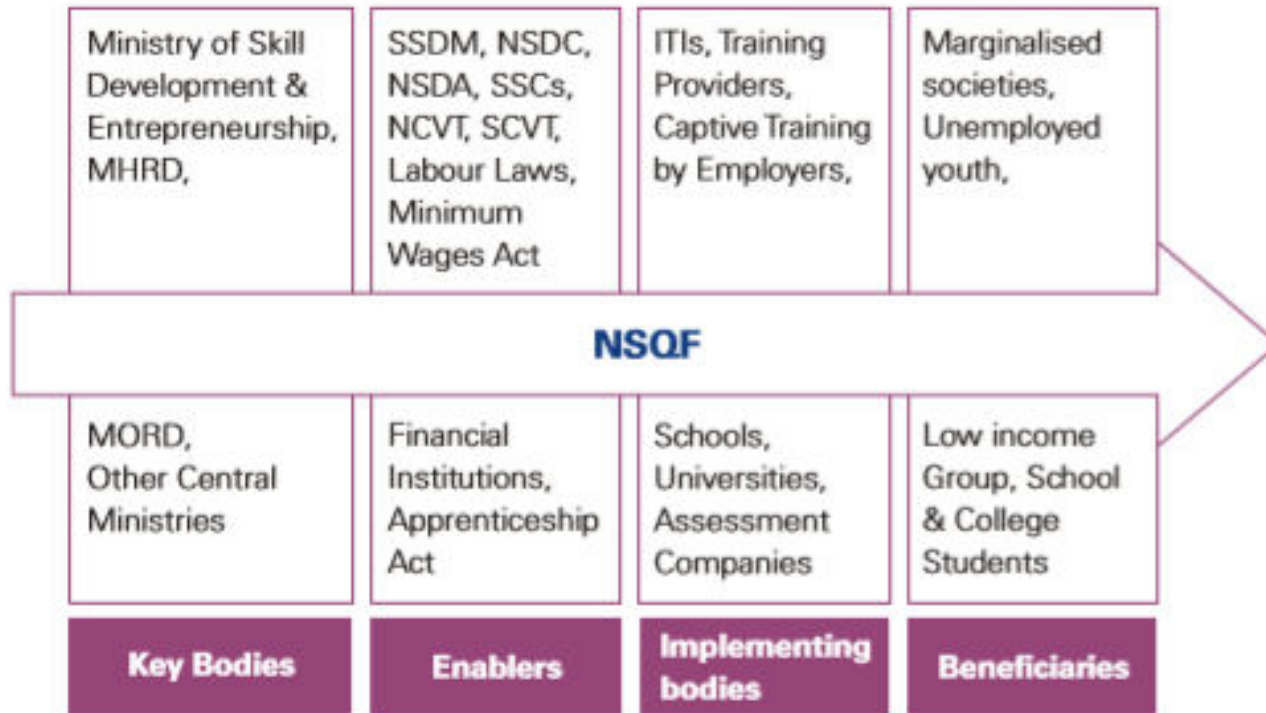 Ministry of Skill
Development &
Entrepreneurship,
MHRD,
SSDM, NSDC,
NSDA, SSCs,
NCVT, SCVT,
Labour Laws,
Minimum
Wages Act
ITIs, Training
Providers,
Captive Training
by Employers,
Marginalised
societies,
Unemployed
youth,
NSQF
MORD,
Other Central
Ministries
Financial
Institutions,
Apprenticeship
Act
Schools,
Universities,
Assessment
Companies
Low income
Group, School
& College
Students
Key Bodies
Enablers
Implementing
bodies
Beneficiaries